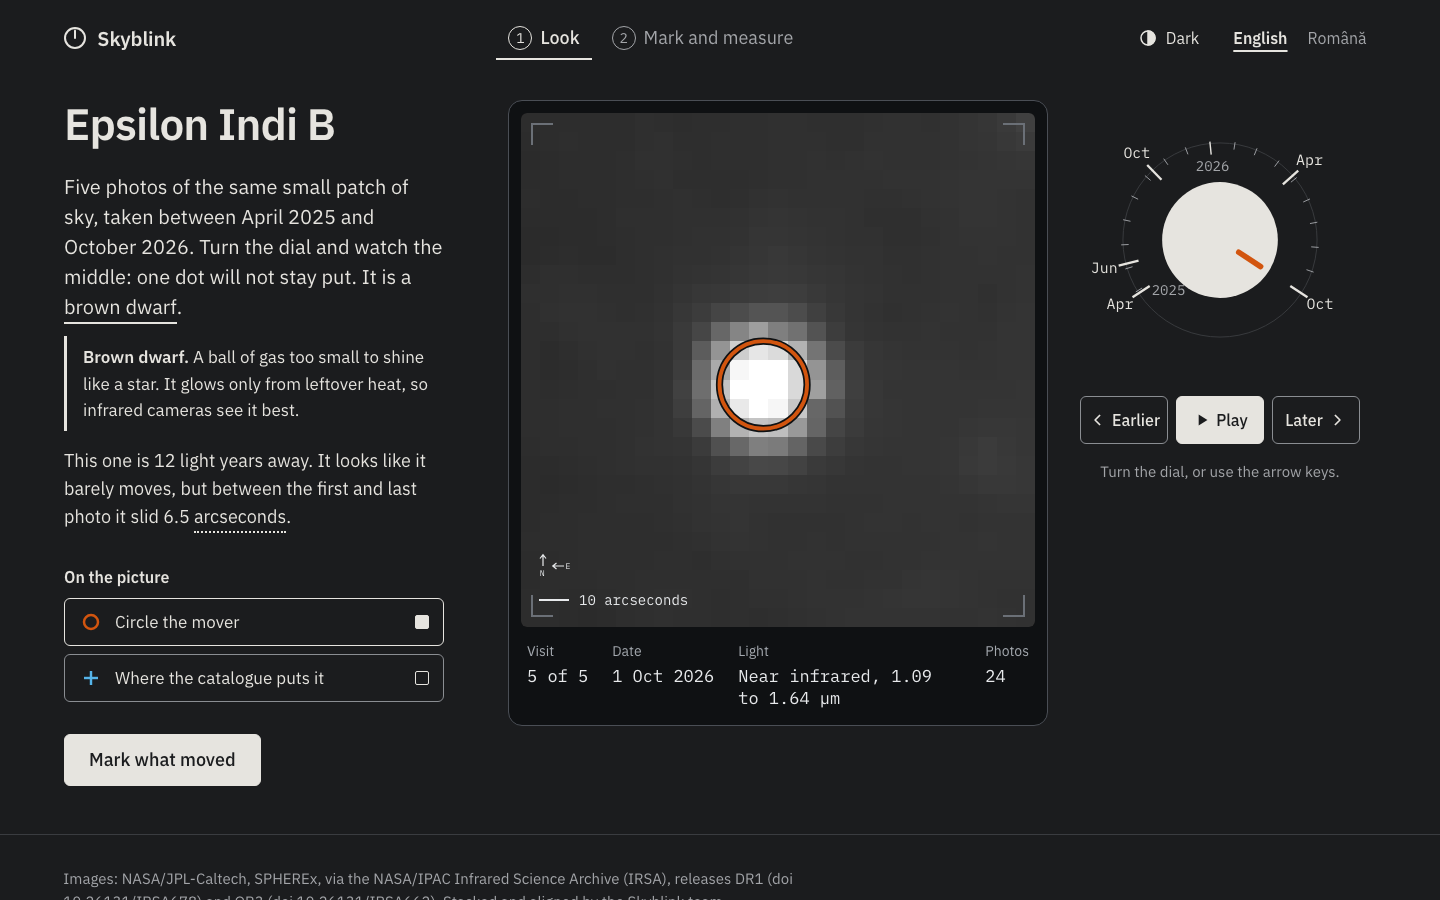 Skyblink
1 Look
2 Mark and measure
Dark
English
Română
Epsilon Indi B
Five photos of the same small patch of
sky, taken between April 2025 and
October 2026. Turn the dial and watch the
middle: one dot will not stay put. It is a
brown dwarf.
Brown dwarf. A ball of gas too small to shine
like a star. It glows only from leftover heat, so
infrared cameras see it best.
This one is 12 light years away. It looks like it
barely moves, but between the first and last
photo it slid 6.5 arcseconds.
On the picture
Circle the mover
Where the catalogue puts it
Mark what moved
N
E
10 arcseconds
Visit
5 of 5
Date
1 Oct 2026
Light
Near infrared, 1.09
to 1.64 µm
Photos
24
Oct
2026
Apr
Jun
2025
Apr
Oct
Earlier
Play
Later
Turn the dial, or use the arrow keys.
Images: NASA/JPL-Caltech, SPHEREx, via the NASA/IPAC Infrared Science Archive (IRSA), releases DR1 (doi